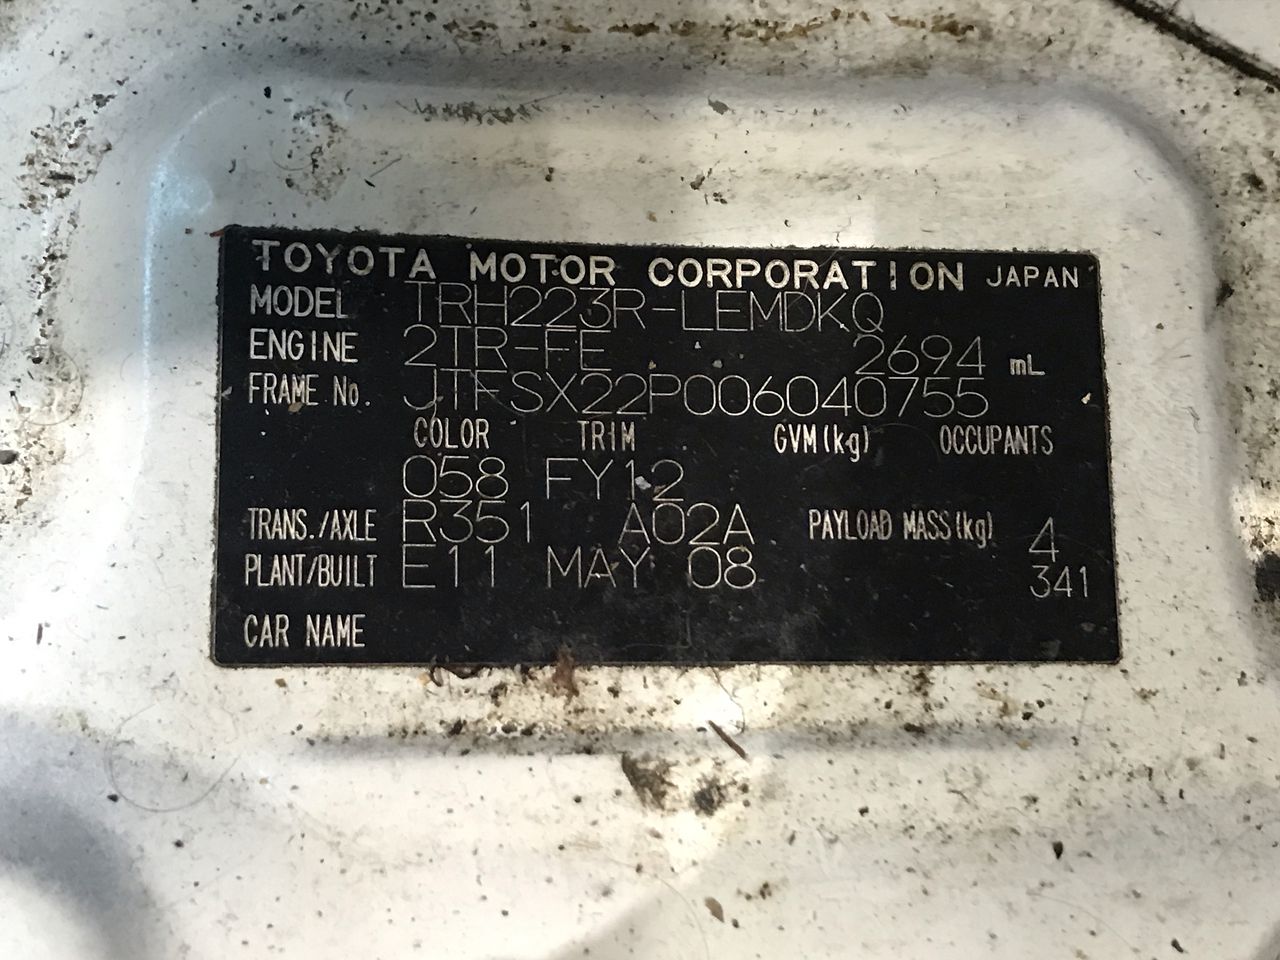 TOYOTA MOTOR CORPORATION JAPAN
MODEL TRH223R-LEMDKQ
ENGINE 2TR-FE 2694 mL
FRAME No. JTFSX22P006040755
COLOR TRIM GVM(kg) OCCUPANTS
058 FY12
TRANS./AXLE R351 A02A PAYLOAD MASS(kg) 4
PLANT/BUILT E11 MAY 08 341
CAR NAME